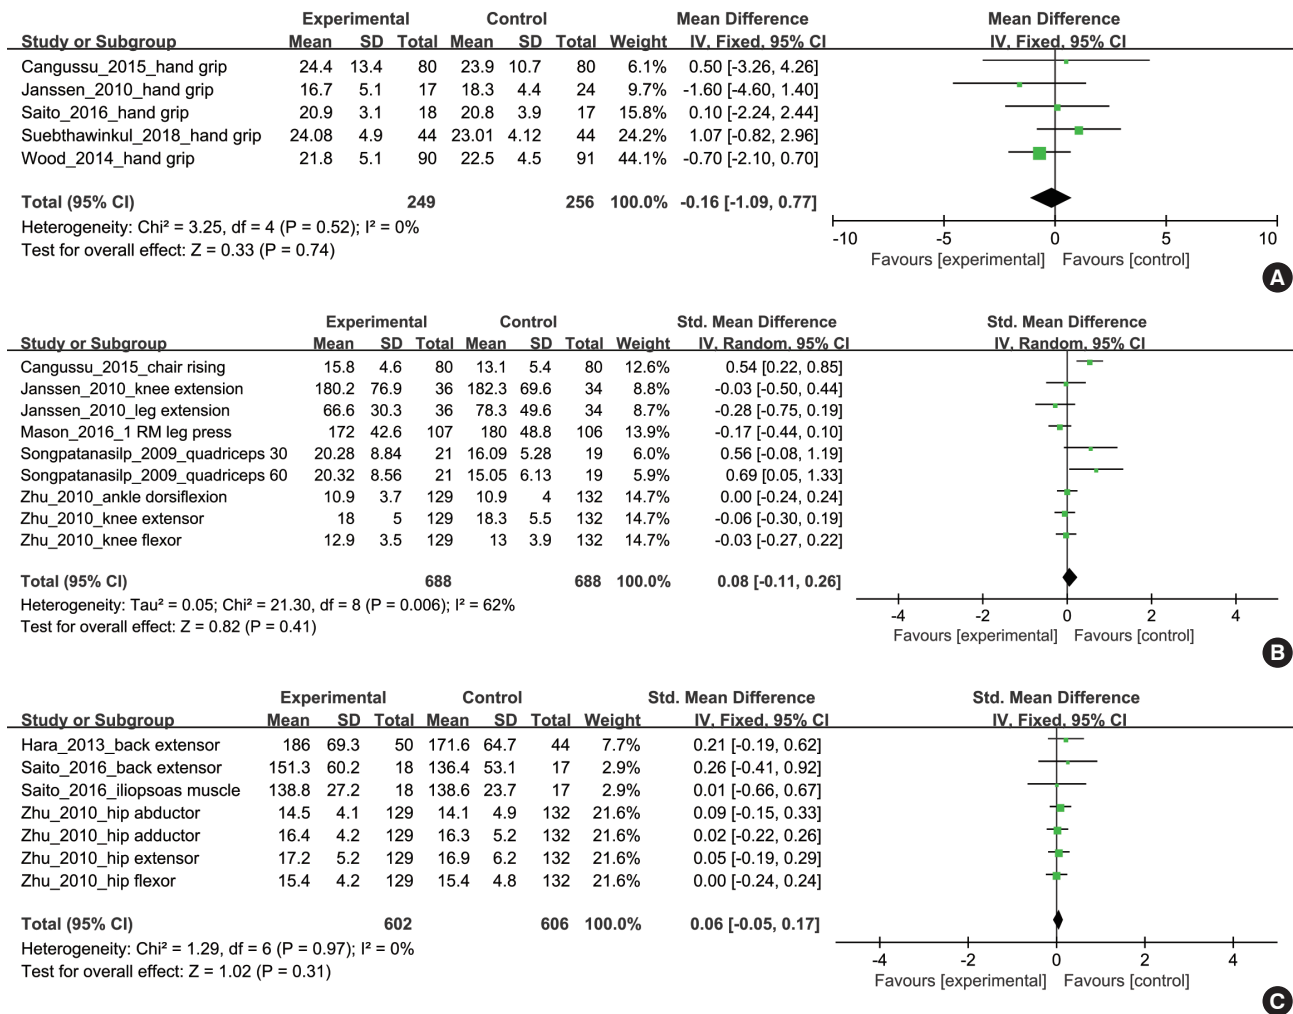 Experimental Control Mean Difference Mean Difference
Study or Subgroup Mean SD Total Mean SD Total Weight IV, Fixed, 95% CI IV, Fixed, 95% CI
Cangussu_2015_hand grip 24.4 13.4 80 23.9 10.7 80 6.1% 0.50 [-3.26, 4.26]
Janssen_2010_hand grip 16.7 5.1 17 18.3 4.4 24 9.7% -1.60 [-4.60, 1.40]
Saito_2016_hand grip 20.9 3.1 18 20.8 3.9 17 15.8% 0.10 [-2.24, 2.44]
Suebthawinkul_2018_hand grip 24.08 4.9 44 23.01 4.12 44 24.2% 1.07 [-0.82, 2.96]
Wood_2014_hand grip 21.8 5.1 90 22.5 4.5 91 44.1% -0.70 [-2.10, 0.70]
Total (95% CI) 249 256 100.0% -0.16 [-1.09, 0.77]
Heterogeneity: Chi² = 3.25, df = 4 (P = 0.52); I² = 0%
Test for overall effect: Z = 0.33 (P = 0.74)
-10 -5 0 5 10
Favours [experimental] Favours [control]
A
Experimental Control Std. Mean Difference Std. Mean Difference
Study or Subgroup Mean SD Total Mean SD Total Weight IV, Random, 95% CI IV, Random, 95% CI
Cangussu_2015_chair rising 15.8 4.6 80 13.1 5.4 80 12.6% 0.54 [0.22, 0.85]
Janssen_2010_knee extension 180.2 76.9 36 182.3 69.6 34 8.8% -0.03 [-0.50, 0.44]
Janssen_2010_leg extension 66.6 30.3 36 78.3 49.6 34 8.7% -0.28 [-0.75, 0.19]
Mason_2016_1 RM leg press 172 42.6 107 180 48.8 106 13.9% -0.17 [-0.44, 0.10]
Songpatanasilp_2009_quadriceps 30 20.28 8.84 21 16.09 5.28 19 6.0% 0.56 [-0.08, 1.19]
Songpatanasilp_2009_quadriceps 60 20.32 8.56 21 15.05 6.13 19 5.9% 0.69 [0.05, 1.33]
Zhu_2010_ankle dorsiflexion 10.9 3.7 129 10.9 4 132 14.7% 0.00 [-0.24, 0.24]
Zhu_2010_knee extensor 18 5 129 18.3 5.5 132 14.7% -0.06 [-0.30, 0.19]
Zhu_2010_knee flexor 12.9 3.5 129 13 3.9 132 14.7% -0.03 [-0.27, 0.22]
Total (95% CI) 688 688 100.0% 0.08 [-0.11, 0.26]
Heterogeneity: Tau² = 0.05; Chi² = 21.30, df = 8 (P = 0.006); I² = 62%
Test for overall effect: Z = 0.82 (P = 0.41)
-4 -2 0 2 4
Favours [experimental] Favours [control]
B
Experimental Control Std. Mean Difference Std. Mean Difference
Study or Subgroup Mean SD Total Mean SD Total Weight IV, Fixed, 95% CI IV, Fixed, 95% CI
Hara_2013_back extensor 186 69.3 50 171.6 64.7 44 7.7% 0.21 [-0.19, 0.62]
Saito_2016_back extensor 151.3 60.2 18 136.4 53.1 17 2.9% 0.26 [-0.41, 0.92]
Saito_2016_iliopsoas muscle 138.8 27.2 18 138.6 23.7 17 2.9% 0.01 [-0.66, 0.67]
Zhu_2010_hip abductor 14.5 4.1 129 14.1 4.9 132 21.6% 0.09 [-0.15, 0.33]
Zhu_2010_hip adductor 16.4 4.2 129 16.3 5.2 132 21.6% 0.02 [-0.22, 0.26]
Zhu_2010_hip extensor 17.2 5.2 129 16.9 6.2 132 21.6% 0.05 [-0.19, 0.29]
Zhu_2010_hip flexor 15.4 4.2 129 15.4 4.8 132 21.6% 0.00 [-0.24, 0.24]
Total (95% CI) 602 606 100.0% 0.06 [-0.05, 0.17]
Heterogeneity: Chi² = 1.29, df = 6 (P = 0.97); I² = 0%
Test for overall effect: Z = 1.02 (P = 0.31)
-4 -2 0 2 4
Favours [experimental] Favours [control]
C